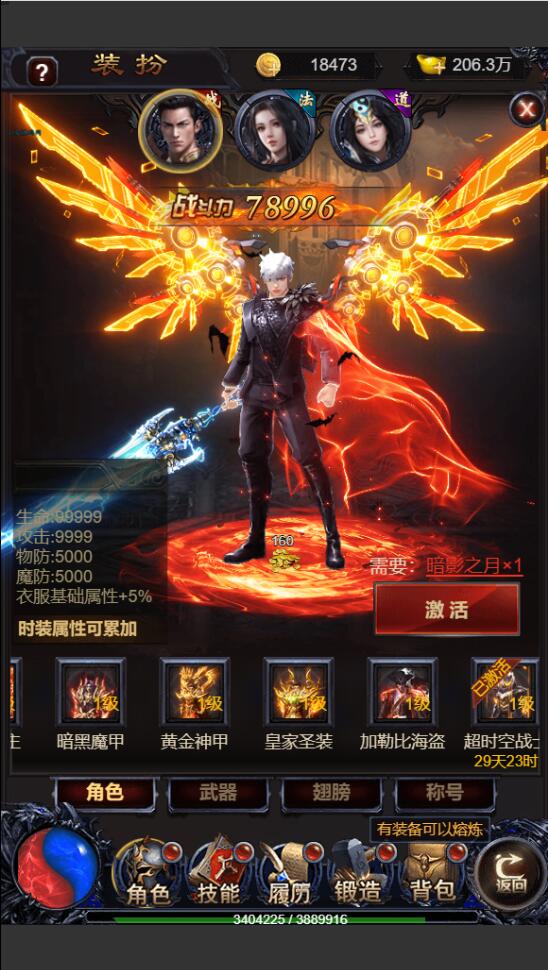 ?
装扮
18473
206.3万
战
法
道
X
战斗力 78996
生命:99999
攻击:9999
物防:5000
魔防:5000
衣服基础属性+5%
时装属性可累加
160
需要：暗影之月×1
激活
主
1级
暗黑魔甲
1级
黄金神甲
1级
皇家圣装
1级
加勒比海盗
已激活
1级
超时空战士
29天23时
角色
武器
翅膀
称号
有装备可以熔炼
角色
技能
履历
锻造
背包
返回
3404225 / 3889916